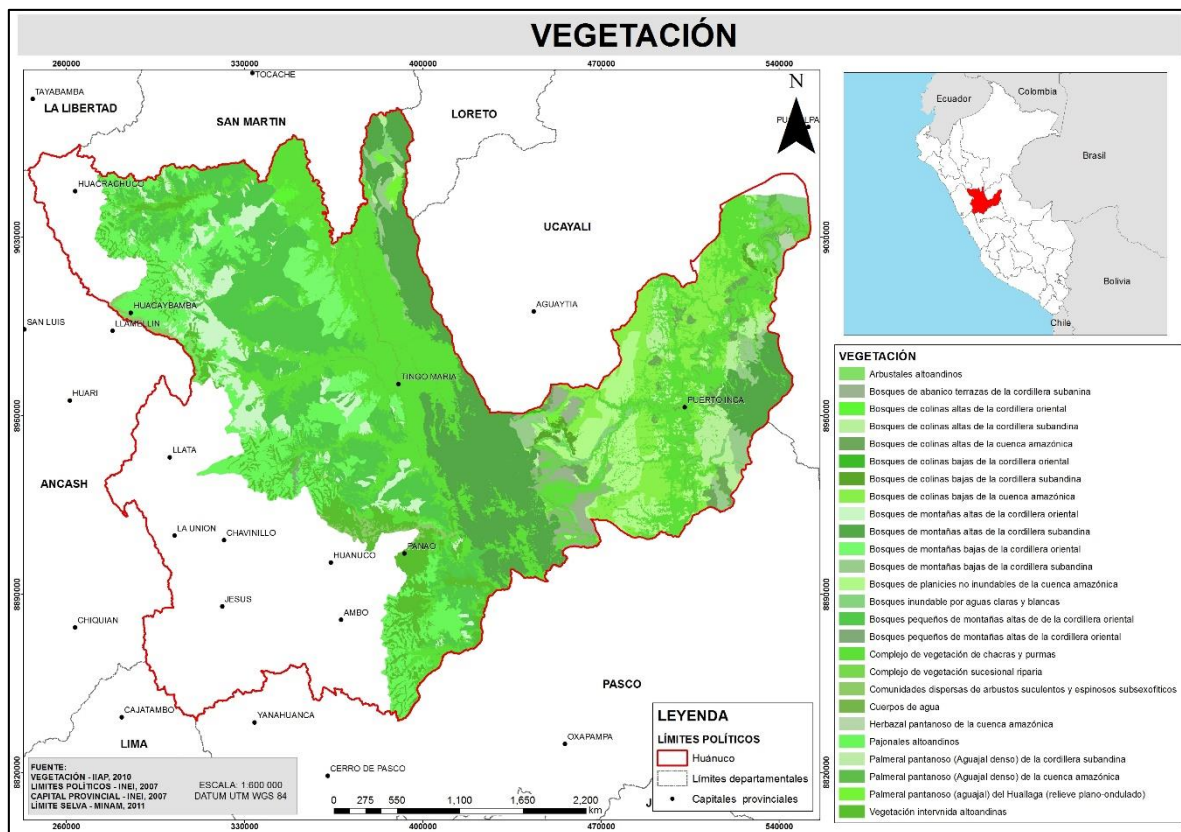 VEGETACIÓN
260000
330000
400000
470000
540000
TOCACHE
TAYABAMBA
LA LIBERTAD
SAN MARTIN
LORETO
N
HUACRACHUCO
UCAYALI
9030000
9030000
HUACAYBAMBA
AGUAYTIA
SAN LUIS
LLAMELLIN
TINGO MARIA
HUARI
PUERTO INCA
8960000
8960000
LLATA
ANCASH
LA UNION
CHAVINILLO
HUANUCO
PANAO
8890000
8890000
JESUS
AMBO
CHIQUIAN
PASCO
CAJATAMBO
YANAHUANCA
LIMA
OXAPAMPA
CERRO DE PASCO
8820000
8820000
FUENTE:
VEGETACIÓN - IIAP, 2010
LIMITES POLÍTICOS - INEI, 2007
CAPITAL PROVINCIAL - INEI, 2007
LÍMITE SELVA - MINAM, 2011
ESCALA: 1:600 000
DATUM UTM WGS 84
0 275 550 1,100 1,650 2,200
km
LEYENDA
LÍMITES POLÍTICOS
Huánuco
Límites departamentales
Capitales provinciales
260000
330000
400000
470000
540000
Ecuador
Colombia
Brasil
Bolivia
Chile
VEGETACIÓN
Arbustales altoandinos
Bosques de abanico terrazas de la cordillera subanina
Bosques de colinas altas de la cordillera oriental
Bosques de colinas altas de la cordillera subandina
Bosques de colinas altas de la cuenca amazónica
Bosques de colinas bajas de la cordillera oriental
Bosques de colinas bajas de la cordillera subandina
Bosques de colinas bajas de la cuenca amazónica
Bosques de montañas altas de la cordillera oriental
Bosques de montañas altas de la cordillera subandina
Bosques de montañas bajas de la cordillera oriental
Bosques de montañas bajas de la cordillera subandina
Bosques de planicies no inundables de la cuenca amazónica
Bosques inundable por aguas claras y blancas
Bosques pequeños de montañas altas de de la cordillera oriental
Bosques pequeños de montañas altas de la cordillera oriental
Complejo de vegetación de chacras y purmas
Complejo de vegetación sucesional riparia
Comunidades dispersas de arbustos suculentos y espinosos subsexofíticos
Cuerpos de agua
Herbazal pantanoso de la cuenca amazónica
Pajonales altoandinos
Palmeral pantanoso (Aguajal denso) de la cordillera subandina
Palmeral pantanoso (Aguajal denso) de la cuenca amazónica
Palmeral pantanoso (aguajal) del Huallaga (relieve plano-ondulado)
Vegetación intervnida altoandinas